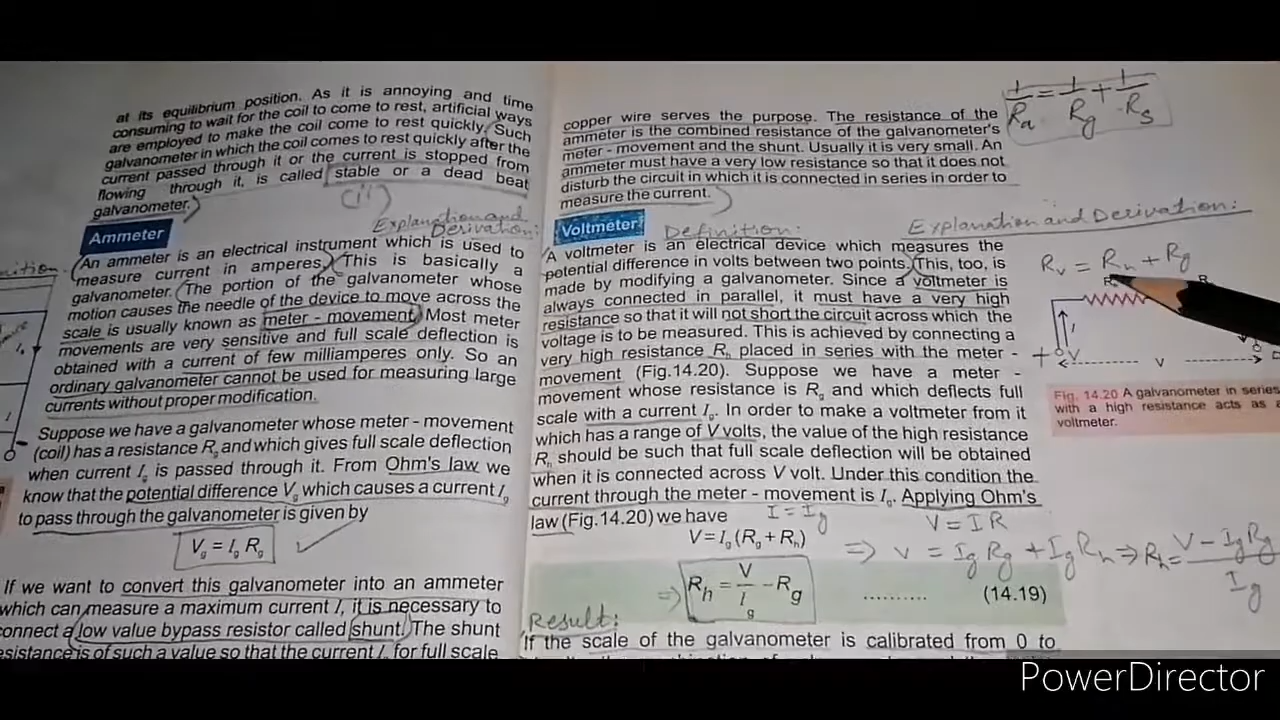 at its equilibrium position. As it is annoying and time
consuming to wait for the coil to come to rest, artificial ways
are employed to make the coil come to rest quickly. Such
galvanometer in which the coil comes to rest quickly after the
current passed through it or the current is stopped from
flowing through it, is called stable or a dead beat
galvanometer.
(ii)
Explanation and
Derivation:
Ammeter
An ammeter is an electrical instrument which is used to
measure current in amperes. This is basically a
galvanometer. The portion of the galvanometer whose
motion causes the needle of the device to move across the
scale is usually known as meter - movement. Most meter
movements are very sensitive and full scale deflection is
obtained with a current of few milliamperes only. So an
ordinary galvanometer cannot be used for measuring large
currents without proper modification.
Suppose we have a galvanometer whose meter - movement
(coil) has a resistance Rg and which gives full scale deflection
when current Ig is passed through it. From Ohm's law we
know that the potential difference Vg which causes a current Ig
to pass through the galvanometer is given by
Vg = Ig Rg
If we want to convert this galvanometer into an ammeter
which can measure a maximum current I, it is necessary to
connect a low value bypass resistor called shunt. The shunt
resistance is of such a value so that the current Ig for full scale
copper wire serves the purpose. The resistance of the
ammeter is the combined resistance of the galvanometer's
meter - movement and the shunt. Usually it is very small. An
ammeter must have a very low resistance so that it does not
disturb the circuit in which it is connected in series in order to
measure the current.
1/Ra = 1/Rg + 1/Rs
Voltmeter
Definition:
Explanation and Derivation:
A voltmeter is an electrical device which measures the
potential difference in volts between two points. This, too, is
made by modifying a galvanometer. Since a voltmeter is
always connected in parallel, it must have a very high
resistance so that it will not short the circuit across which the
voltage is to be measured. This is achieved by connecting a
very high resistance Rh placed in series with the meter -
movement (Fig.14.20). Suppose we have a meter -
movement whose resistance is Rg and which deflects full
scale with a current Ig. In order to make a voltmeter from it
which has a range of V volts, the value of the high resistance
Rh should be such that full scale deflection will be obtained
when it is connected across V volt. Under this condition the
current through the meter - movement is Ig. Applying Ohm's
law (Fig.14.20) we have
I = Ig
V = IR
V = Ig (Rg + Rh)
⇒ V = IgRg + IgRh ⇒ Rh = V - IgRg / Ig
⇒ Rh = V/Ig - Rg .......... (14.19)
Result:
If the scale of the galvanometer is calibrated from 0 to
Rv = Rh + Rg
I
+ V
V
Fig. 14.20 A galvanometer in series
with a high resistance acts as a
voltmeter.
PowerDirector